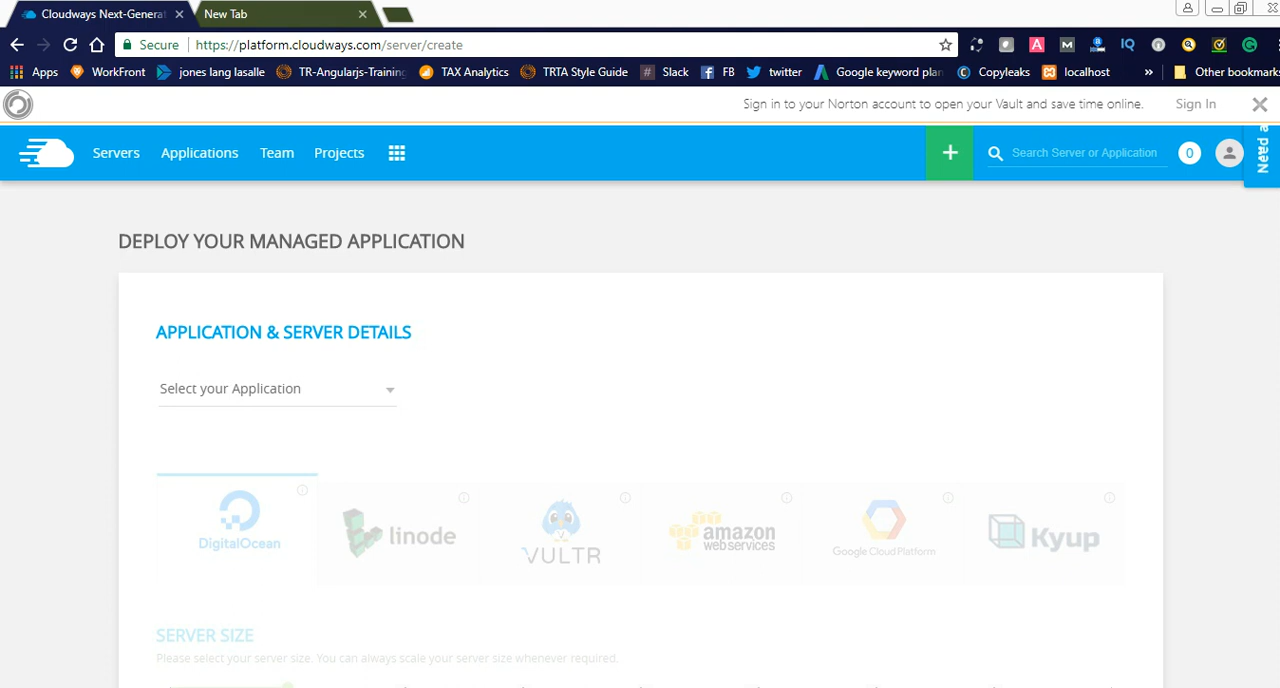 Cloudways Next-Generat
New Tab
Secure
https://platform.cloudways.com/server/create
Apps
WorkFront
jones lang lasalle
TR-Angularjs-Training
TAX Analytics
TRTA Style Guide
Slack
FB
twitter
Google keyword plan
Copyleaks
localhost
»
Other bookmarks
Sign in to your Norton account to open your Vault and save time online.
Sign In
Servers
Applications
Team
Projects
+
Search Server or Application
0
Need a
DEPLOY YOUR MANAGED APPLICATION
APPLICATION & SERVER DETAILS
Select your Application
DigitalOcean
linode
VULTR
amazon
webservices
Google Cloud Platform
Kyup
SERVER SIZE
Please select your server size. You can always scale your server size whenever required.